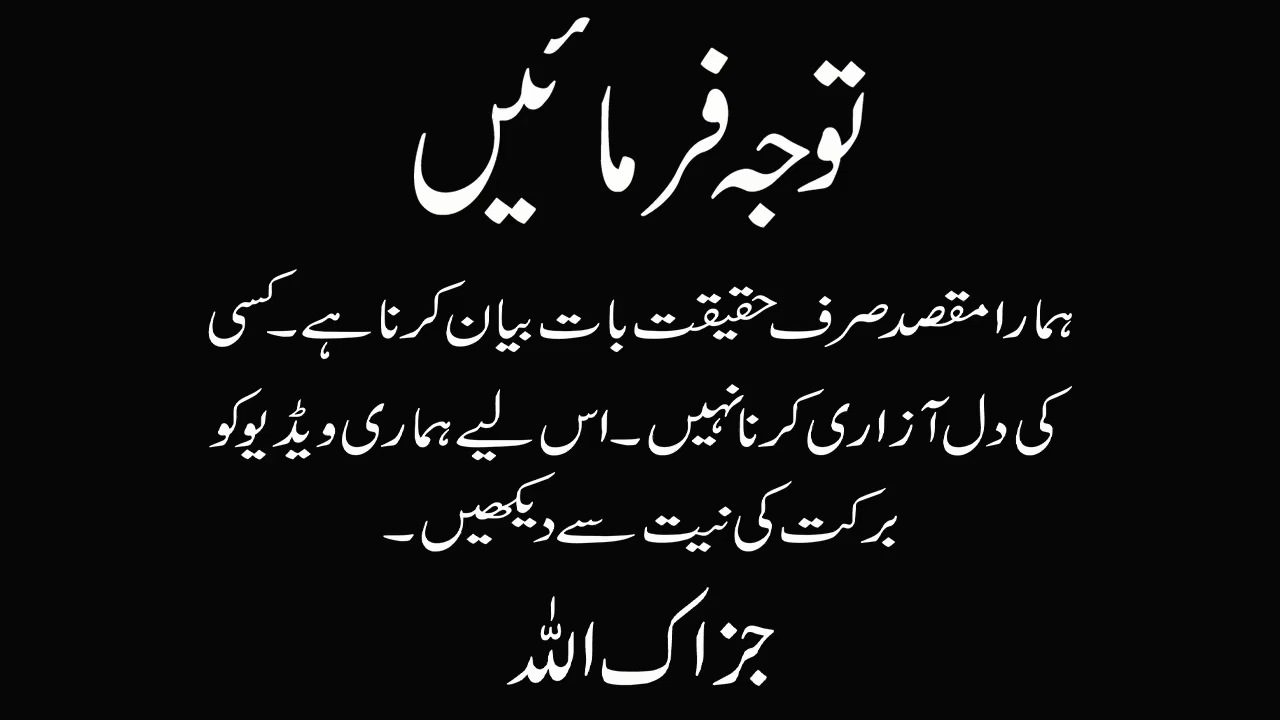 توجہ فرمائیں
ہمارا مقصد صرف حقیقت بات بیان کرنا ہے۔ کسی
کی دل آزاری کرنا نہیں۔ اس لیے ہماری ویڈیو کو
برکت کی نیت سے دیکھیں۔
جزاک اللہ